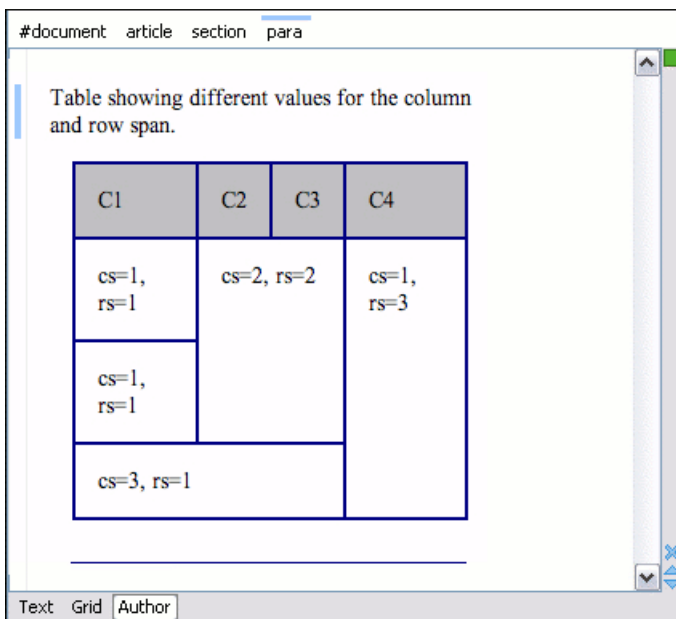 #document article section para
Table showing different values for the column
and row span.
C1 C2 C3 C4
cs=1, cs=2, rs=2 cs=1,
rs=1 rs=3
cs=1,
rs=1
cs=3, rs=1
Text Grid Author